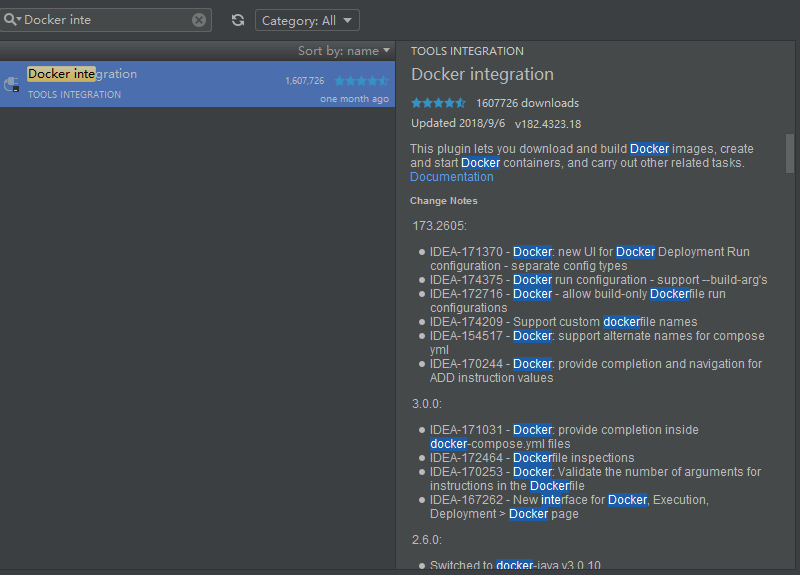 Docker inte
Category: All
Sort by: name
Docker integration
1,607,726
TOOLS INTEGRATION
one month ago
TOOLS INTEGRATION
Docker integration
1607726 downloads
Updated 2018/9/6 v182.4323.18
This plugin lets you download and build Docker images, create
and start Docker containers, and carry out other related tasks.
Documentation
Change Notes
173.2605:
IDEA-171370 - Docker: new UI for Docker Deployment Run
configuration - separate config types
IDEA-174375 - Docker run configuration - support --build-arg's
IDEA-172716 - Docker - allow build-only Dockerfile run
configurations
IDEA-174209 - Support custom dockerfile names
IDEA-154517 - Docker: support alternate names for compose
yml
IDEA-170244 - Docker: provide completion and navigation for
ADD instruction values
3.0.0:
IDEA-171031 - Docker: provide completion inside
docker-compose.yml files
IDEA-172464 - Dockerfile inspections
IDEA-170253 - Docker: Validate the number of arguments for
instructions in the Dockerfile
IDEA-167262 - New interface for Docker, Execution,
Deployment > Docker page
2.6.0:
Switched to docker-java v3.0.10